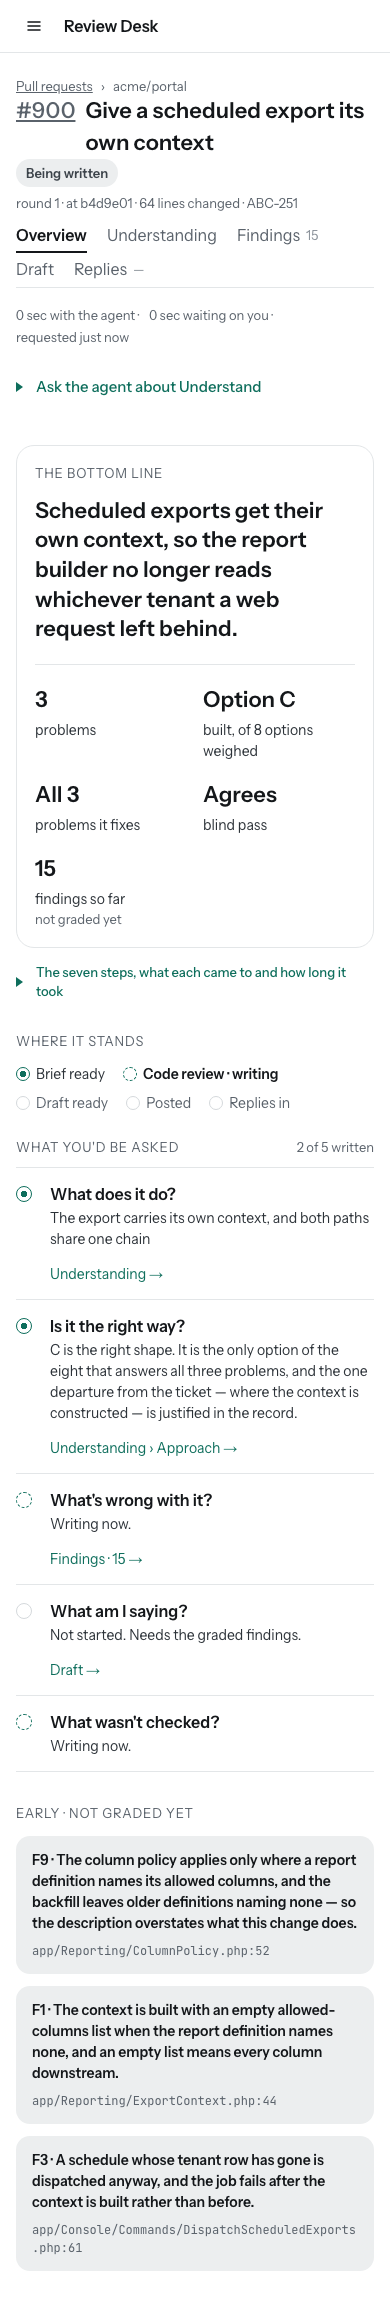 Review Desk
Pull requests › acme/portal
#900 Give a scheduled export its
own context
Being written
round 1 · at b4d9e01 · 64 lines changed · ABC-251
Overview Understanding Findings 15
Draft Replies —
0 sec with the agent · 0 sec waiting on you ·
requested just now
Ask the agent about Understand
THE BOTTOM LINE
Scheduled exports get their
own context, so the report
builder no longer reads
whichever tenant a web
request left behind.
3
problems
Option C
built, of 8 options
weighed
All 3
problems it fixes
Agrees
blind pass
15
findings so far
not graded yet
The seven steps, what each came to and how long it
took
WHERE IT STANDS
Brief ready Code review · writing
Draft ready Posted Replies in
WHAT YOU'D BE ASKED 2 of 5 written
What does it do?
The export carries its own context, and both paths
share one chain
Understanding →
Is it the right way?
C is the right shape. It is the only option of the
eight that answers all three problems, and the one
departure from the ticket — where the context is
constructed — is justified in the record.
Understanding › Approach →
What's wrong with it?
Writing now.
Findings · 15 →
What am I saying?
Not started. Needs the graded findings.
Draft →
What wasn't checked?
Writing now.
EARLY · NOT GRADED YET
F9 · The column policy applies only where a report
definition names its allowed columns, and the
backfill leaves older definitions naming none — so
the description overstates what this change does.
app/Reporting/ColumnPolicy.php:52
F1 · The context is built with an empty allowed-
columns list when the report definition names
none, and an empty list means every column
downstream.
app/Reporting/ExportContext.php:44
F3 · A schedule whose tenant row has gone is
dispatched anyway, and the job fails after the
context is built rather than before.
app/Console/Commands/DispatchScheduledExports
.php:61